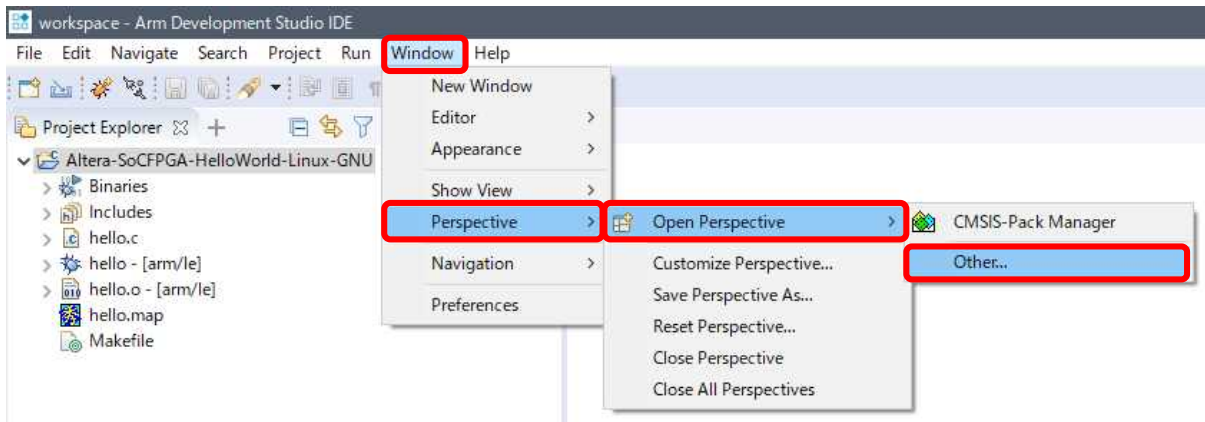 workspace - Arm Development Studio IDE
File Edit Navigate Search Project Run Window Help
Project Explorer
Altera-SoCFPGA-HelloWorld-Linux-GNU
Binaries
Includes
hello.c
hello - [arm/le]
hello.o - [arm/le]
hello.map
Makefile
New Window
Editor
Appearance
Show View
Perspective
Navigation
Preferences
Open Perspective
Customize Perspective...
Save Perspective As...
Reset Perspective...
Close Perspective
Close All Perspectives
CMSIS-Pack Manager
Other...